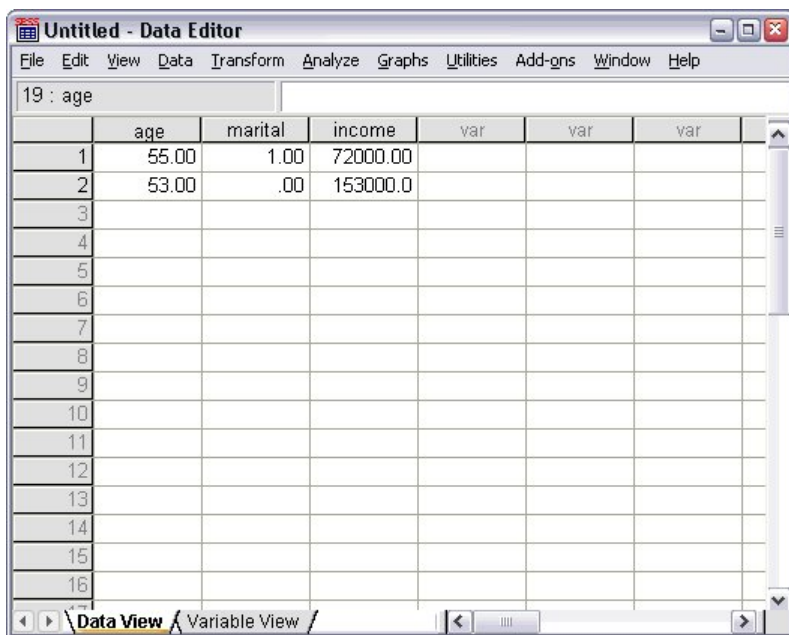 Untitled - Data Editor
File Edit View Data Transform Analyze Graphs Utilities Add-ons Window Help
19 : age
age marital income var var var
1 55.00 1.00 72000.00
2 53.00 .00 153000.0
3
4
5
6
7
8
9
10
11
12
13
14
15
16
Data View Variable View